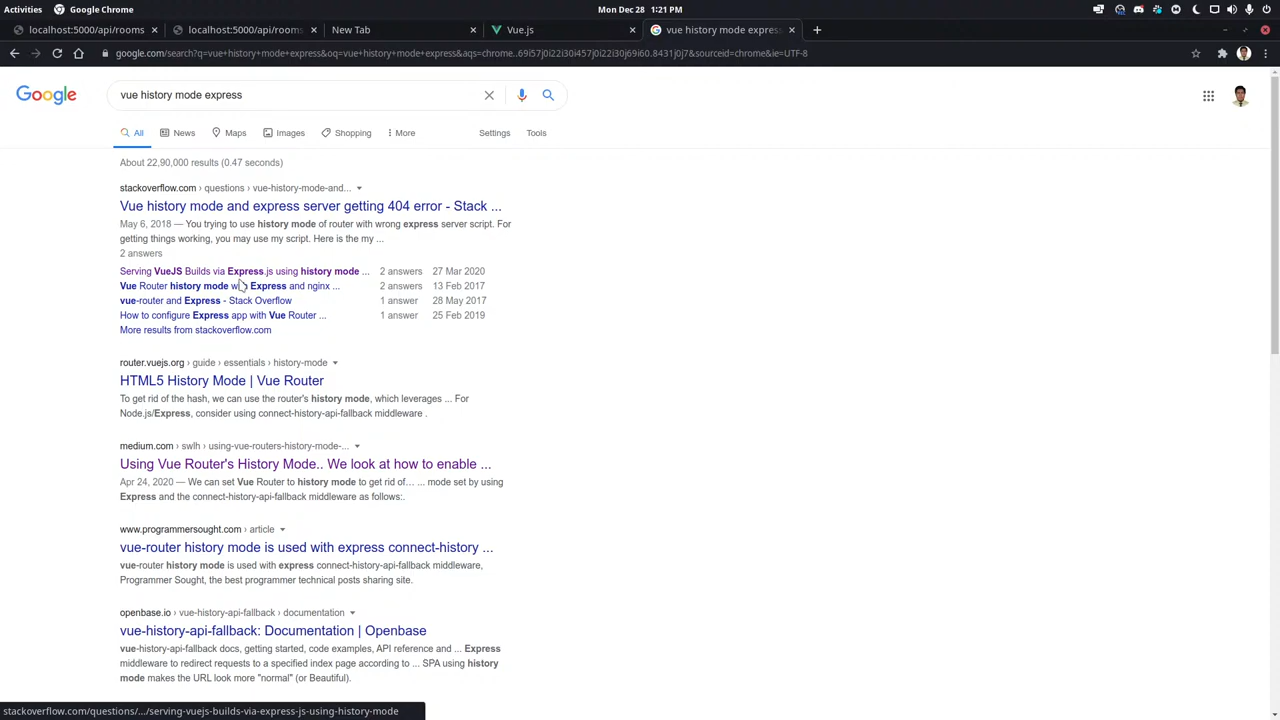 Activities
Google Chrome
Mon Dec 28 1:21 PM
localhost:5000/api/rooms
localhost:5000/api/rooms
New Tab
Vue.js
vue history mode express
google.com/search?q=vue+history+mode+express&oq=vue+history+mode+express&aqs=chrome..69i57j0i22i30i457j0i22i30j69i60.8431j0j7&sourceid=chrome&ie=UTF-8
Google
vue history mode express
All
News
Maps
Images
Shopping
More
Settings
Tools
About 22,90,000 results (0.47 seconds)
stackoverflow.com › questions › vue-history-mode-and...
Vue history mode and express server getting 404 error - Stack ...
May 6, 2018 — You trying to use history mode of router with wrong express server script. For
getting things working, you may use my script. Here is the my ...
2 answers
Serving VueJS Builds via Express.js using history mode ... 2 answers 27 Mar 2020
Vue Router history mode with Express and nginx ... 2 answers 13 Feb 2017
vue-router and Express - Stack Overflow 1 answer 28 May 2017
How to configure Express app with Vue Router ... 1 answer 25 Feb 2019
More results from stackoverflow.com
router.vuejs.org › guide › essentials › history-mode
HTML5 History Mode | Vue Router
To get rid of the hash, we can use the router's history mode, which leverages ... For
Node.js/Express, consider using connect-history-api-fallback middleware .
medium.com › swlh › using-vue-routers-history-mode-...
Using Vue Router's History Mode.. We look at how to enable ...
Apr 24, 2020 — We can set Vue Router to history mode to get rid of… ... mode set by using
Express and the connect-history-api-fallback middleware as follows:.
www.programmersought.com › article
vue-router history mode is used with express connect-history ...
vue-router history mode is used with express connect-history-api-fallback middleware,
Programmer Sought, the best programmer technical posts sharing site.
openbase.io › vue-history-api-fallback › documentation
vue-history-api-fallback: Documentation | Openbase
vue-history-api-fallback docs, getting started, code examples, API reference and ... Express
middleware to redirect requests to a specified index page according to ... SPA using history
mode makes the URL look more "normal" (or Beautiful).
stackoverflow.com/questions/.../serving-vuejs-builds-via-express-js-using-history-mode